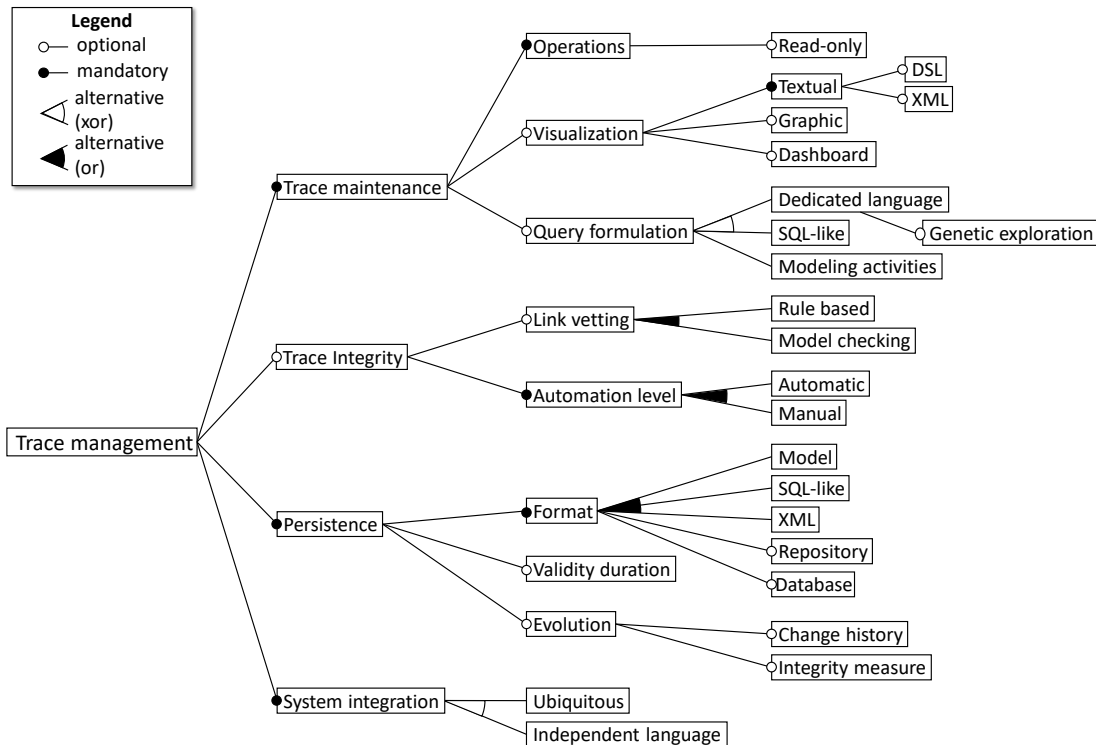 Legend
optional
mandatory
alternative
(xor)
alternative
(or)
Operations
Read-only
Visualization
Textual
DSL
XML
Graphic
Dashboard
Trace maintenance
Query formulation
Dedicated language
Genetic exploration
SQL-like
Modeling activities
Trace Integrity
Link vetting
Rule based
Model checking
Automation level
Automatic
Manual
Trace management
Persistence
Format
Model
SQL-like
XML
Repository
Database
Validity duration
Evolution
Change history
Integrity measure
System integration
Ubiquitous
Independent language